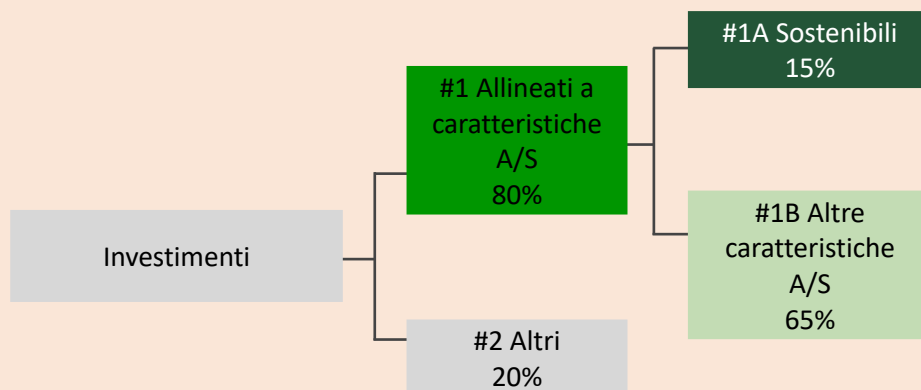 #1A Sostenibili
15%
#1 Allineati a
caratteristiche
A/S
80%
#1B Altre
caratteristiche
A/S
65%
Investimenti
#2 Altri
20%